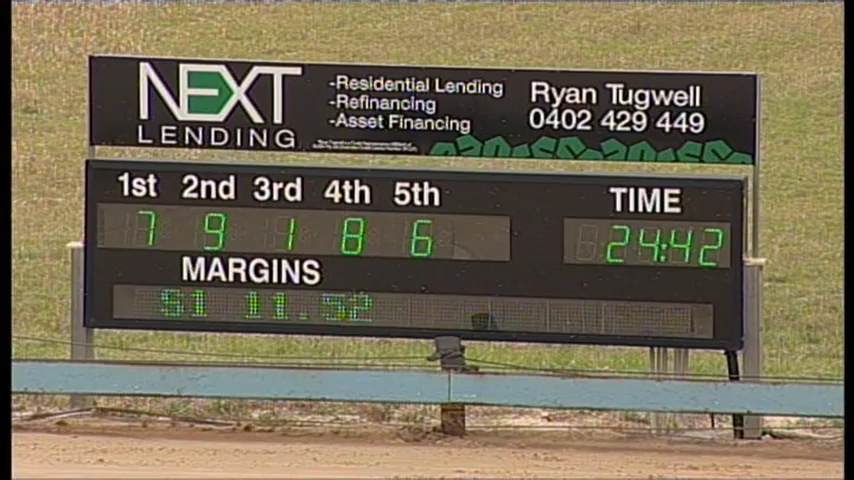 NEXT
LENDING
-Residential Lending
-Refinancing
-Asset Financing
Ryan Tugwell
0402 429 449
1st 2nd 3rd 4th 5th TIME
7 9 1 8 6 24:42
MARGINS
S1 11.52